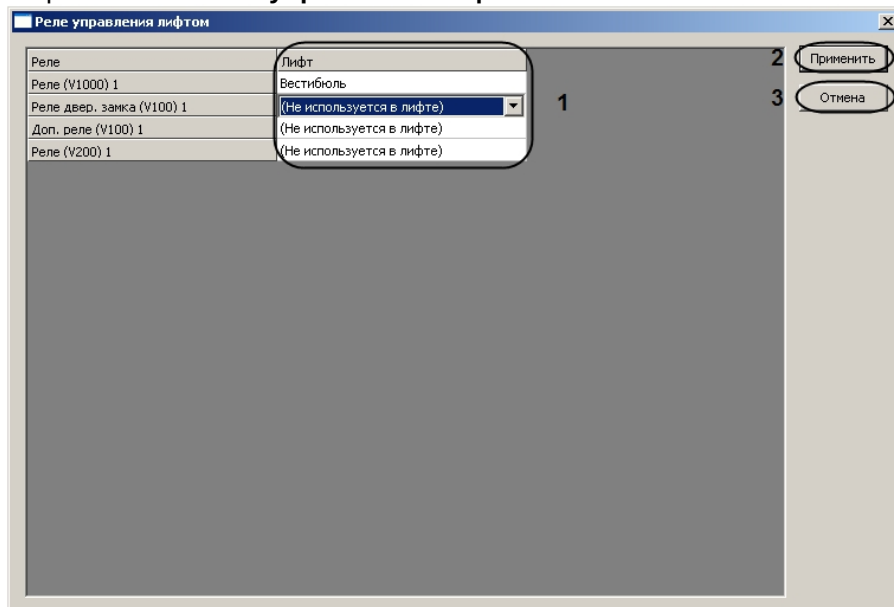 Реле управления лифтом
Реле Лифт
Реле (V1000) 1 Вестибюль
Реле двер. замка (V100) 1 (Не используется в лифте)
Доп. реле (V100) 1 (Не используется в лифте)
Реле (V200) 1 (Не используется в лифте)
1
2 Применить
3 Отмена